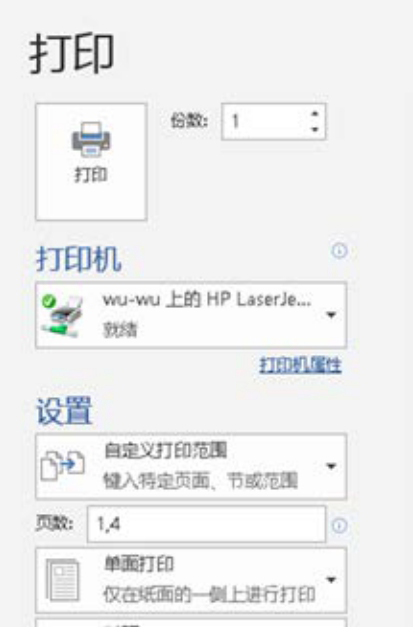 打印
份数: 1
打印
打印机
wu-wu 上的 HP LaserJe...
就绪
打印机属性
设置
自定义打印范围
键入特定页面、节或范围
页数: 1,4
单面打印
仅在纸面的一侧上进行打印